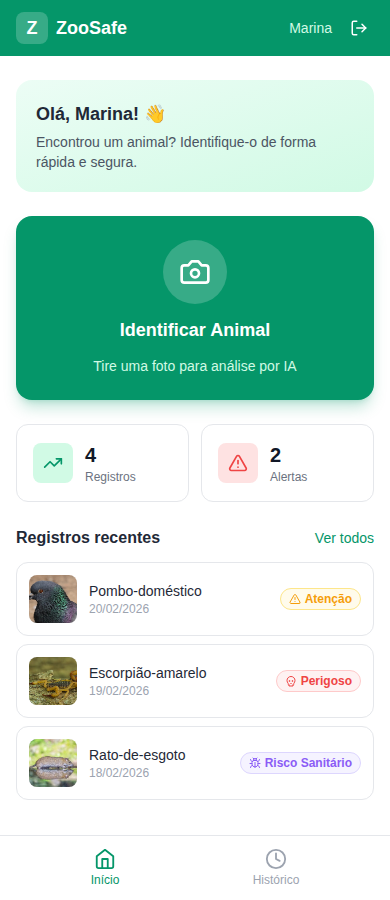 Z ZooSafe Marina
Olá, Marina! 👋
Encontrou um animal? Identifique-o de forma
rápida e segura.
Identificar Animal
Tire uma foto para análise por IA
4
Registros
2
Alertas
Registros recentes Ver todos
Pombo-doméstico
20/02/2026
Atenção
Escorpião-amarelo
19/02/2026
Perigoso
Rato-de-esgoto
18/02/2026
Risco Sanitário
Início
Histórico